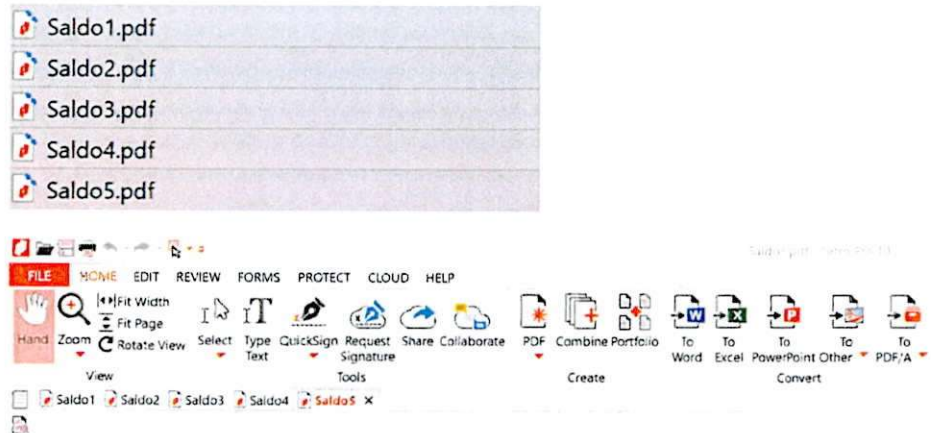 Saldo1.pdf
Saldo2.pdf
Saldo3.pdf
Saldo4.pdf
Saldo5.pdf
FILE HOME EDIT REVIEW FORMS PROTECT CLOUD HELP
Hand Zoom Fit Width Fit Page Rotate View Select Type Text QuickSign Request Signature Share Collaborate PDF Combine Portfolio To Word To Excel To PowerPoint To Other To PDF/A
View Tools Create Convert
Saldo1 Saldo2 Saldo3 Saldo4 Saldo5 ×